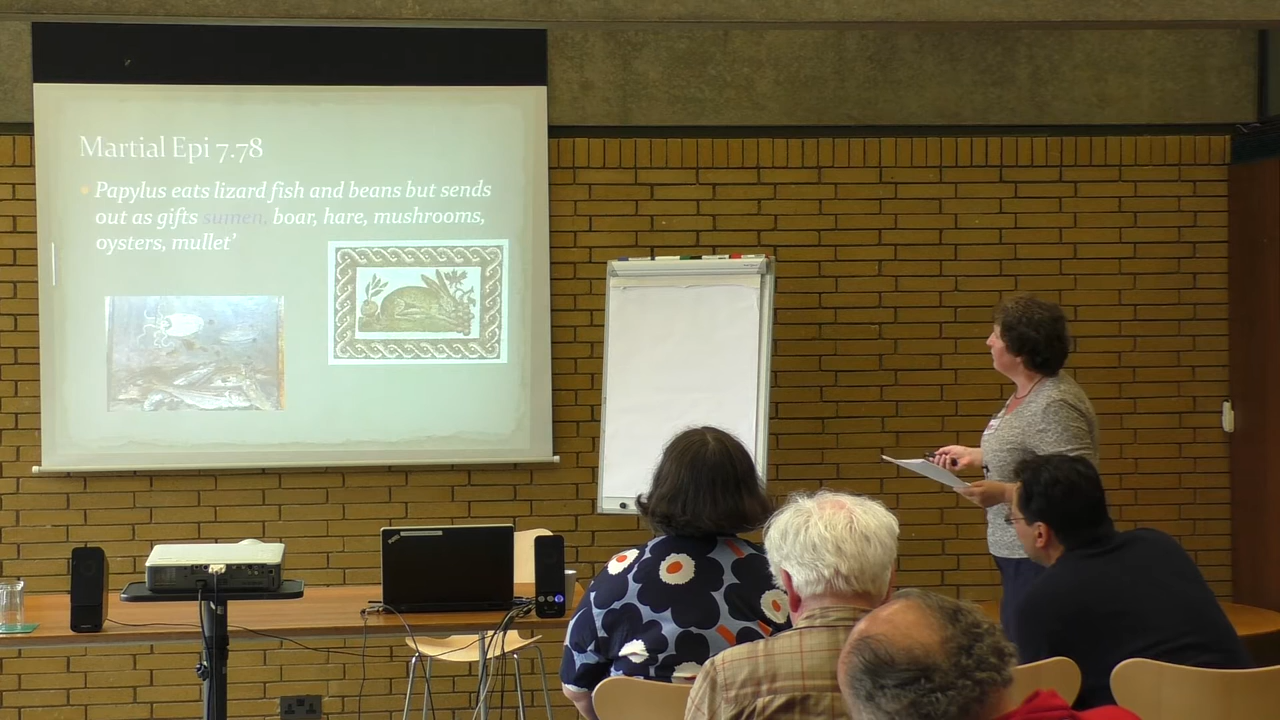 Martial Epi 7.78
Papylus eats lizard fish and beans but sends
out as gifts sumen, boar, hare, mushrooms,
oysters, mullet’